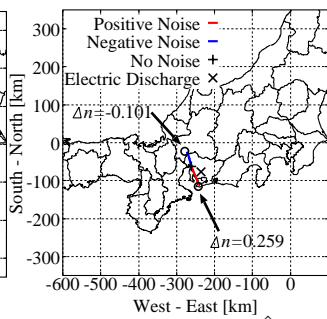 Positive Noise
Negative Noise
No Noise
Electric Discharge
Δn=-0.101
Δn=0.259
South - North [km]
300
200
100
0
-100
-200
-300
-600 -500 -400 -300 -200 -100 0
West - East [km]